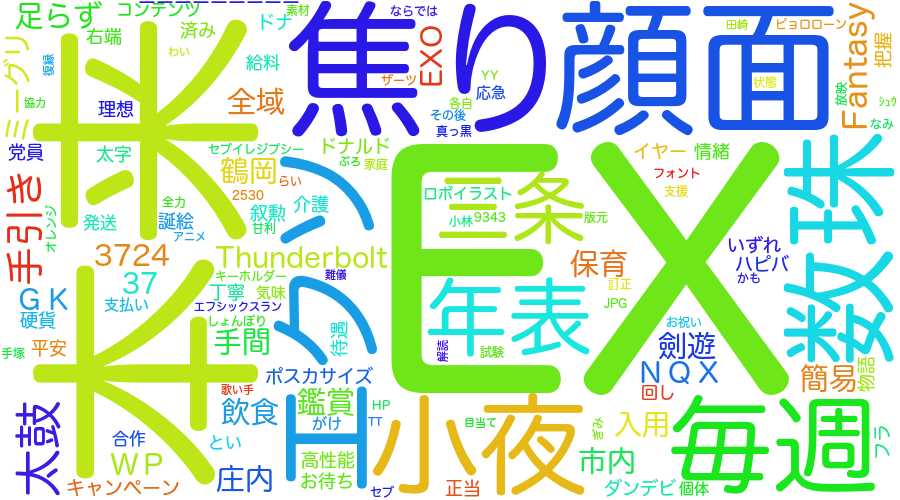 足らず
コンテンツ
ドナ
素材
ならでは
右端
済み
わい
給料
復縁
ミーグリ
協力
理想
全域
焦り
ザーツ
EXO
YY
各自
応急
その後
真っ黒
顔面
田崎
ピョロローン
状態
Fantasy
把握
放映
ｼｭｳ
なみ
党員
太字
セブイレジプシー
ドナルド
ぶろ
家庭
イヤー
情緒
フォント
支援
数珠
手引き
オレンジ
発送
全力
誕絵
アニメ
鶴岡
2530
らい
叙勲
甘利
介護
ロボイラスト
小林
9343
一条
版元
いずれ
ハピバ
かも
3724
37
Thunderbolt
キーホルダー
難儀
丁寧
気味
エフシックスラン
しょんぼり
EX
保育
訂正
JPG
年表
お祝い
ＧＫ
硬貨
支払い
手間
待遇
解読
試験
劍遊
ＮＱＸ
回し
簡易
物語
手塚
平安
本来
ポスカサイズ
歌い手
飲食
鑑賞
がけ
HP
TT
目当て
ぎみ
入用
小夜
毎週
フラ
太鼓
合作
とい
ＷＰ
キャンペーン
庄内
高性能
お待ち
セブ
正当
市内
ダンデビ
個体